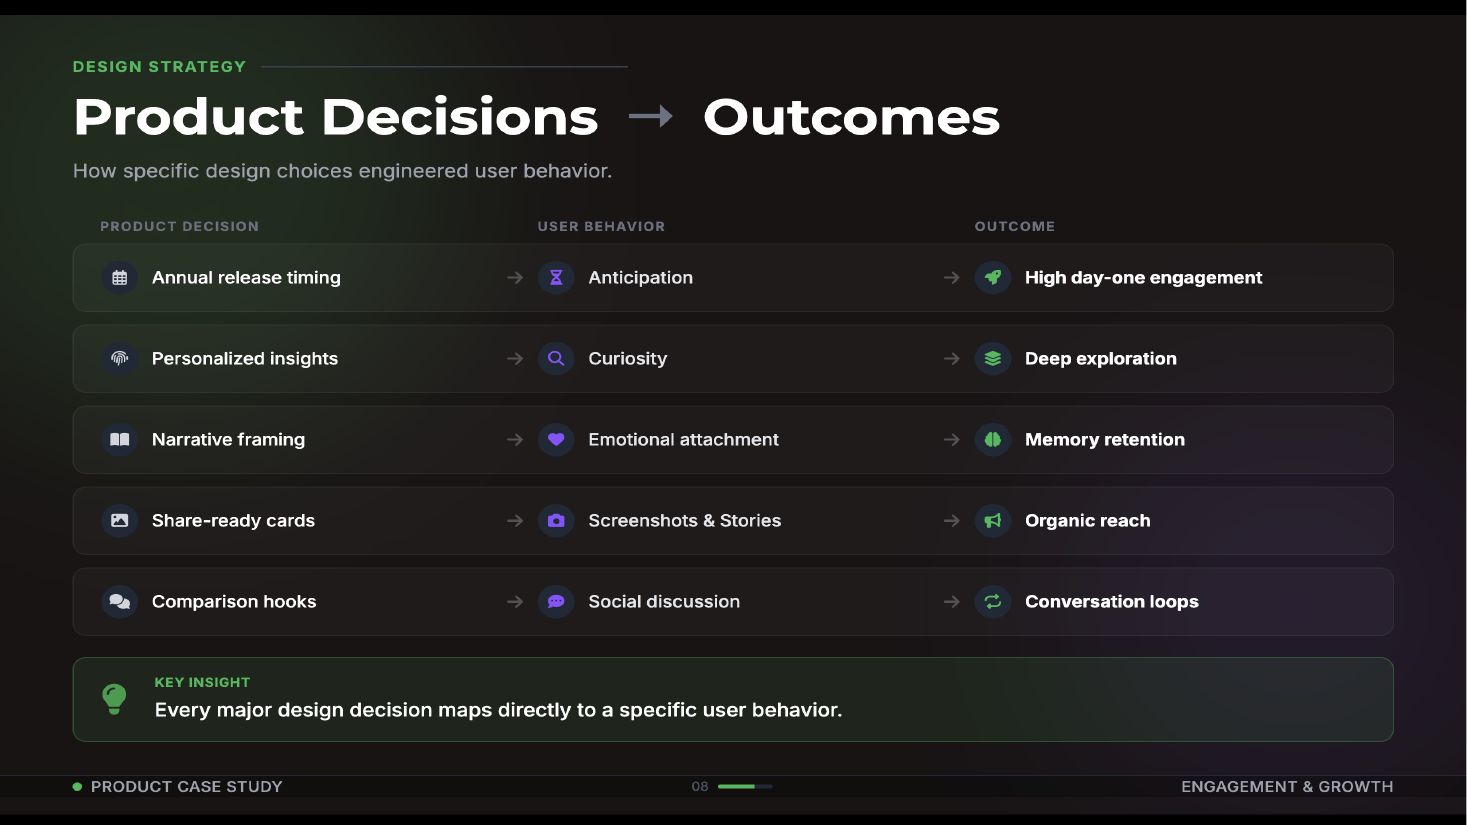 DESIGN STRATEGY
Product Decisions → Outcomes
How specific design choices engineered user behavior.
PRODUCT DECISION USER BEHAVIOR OUTCOME
Annual release timing → Anticipation → High day-one engagement
Personalized insights → Curiosity → Deep exploration
Narrative framing → Emotional attachment → Memory retention
Share-ready cards → Screenshots & Stories → Organic reach
Comparison hooks → Social discussion → Conversation loops
KEY INSIGHT
Every major design decision maps directly to a specific user behavior.
PRODUCT CASE STUDY 08 ENGAGEMENT & GROWTH